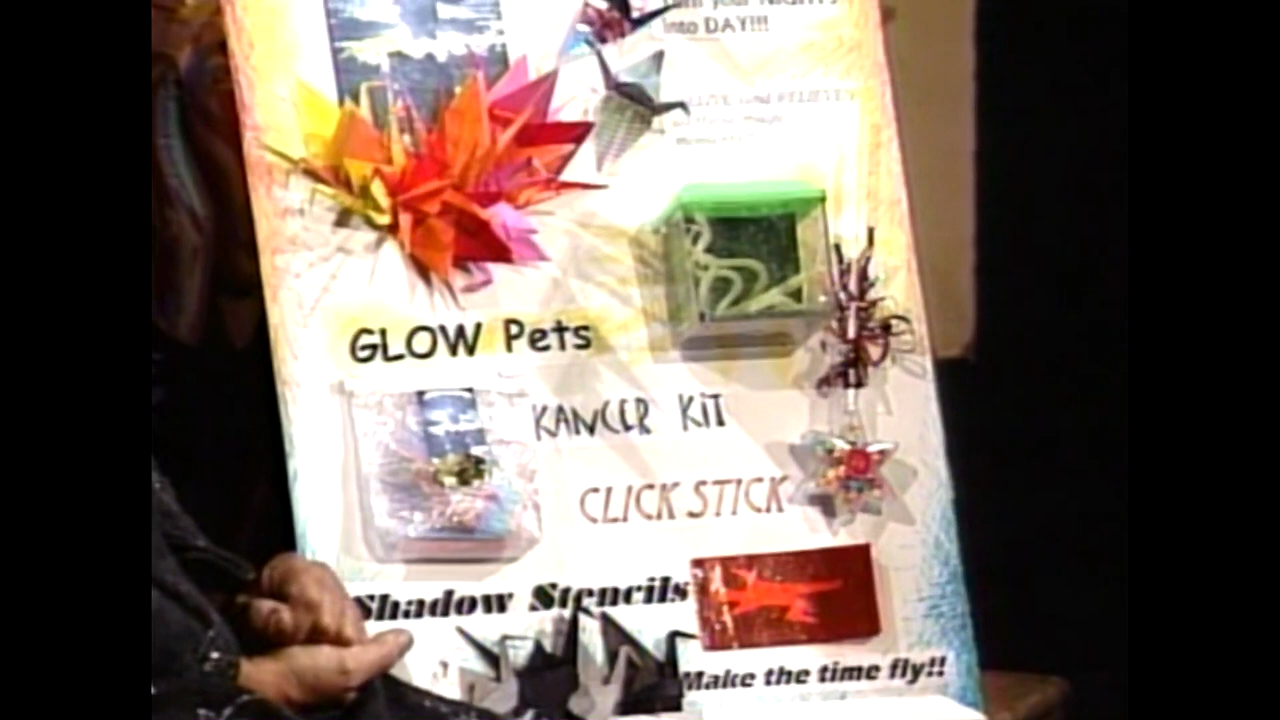 into DAY!!!
GLOW Pets
KANCER KIT
CLICK STICK
Shadow Stencils
Make the time fly!!